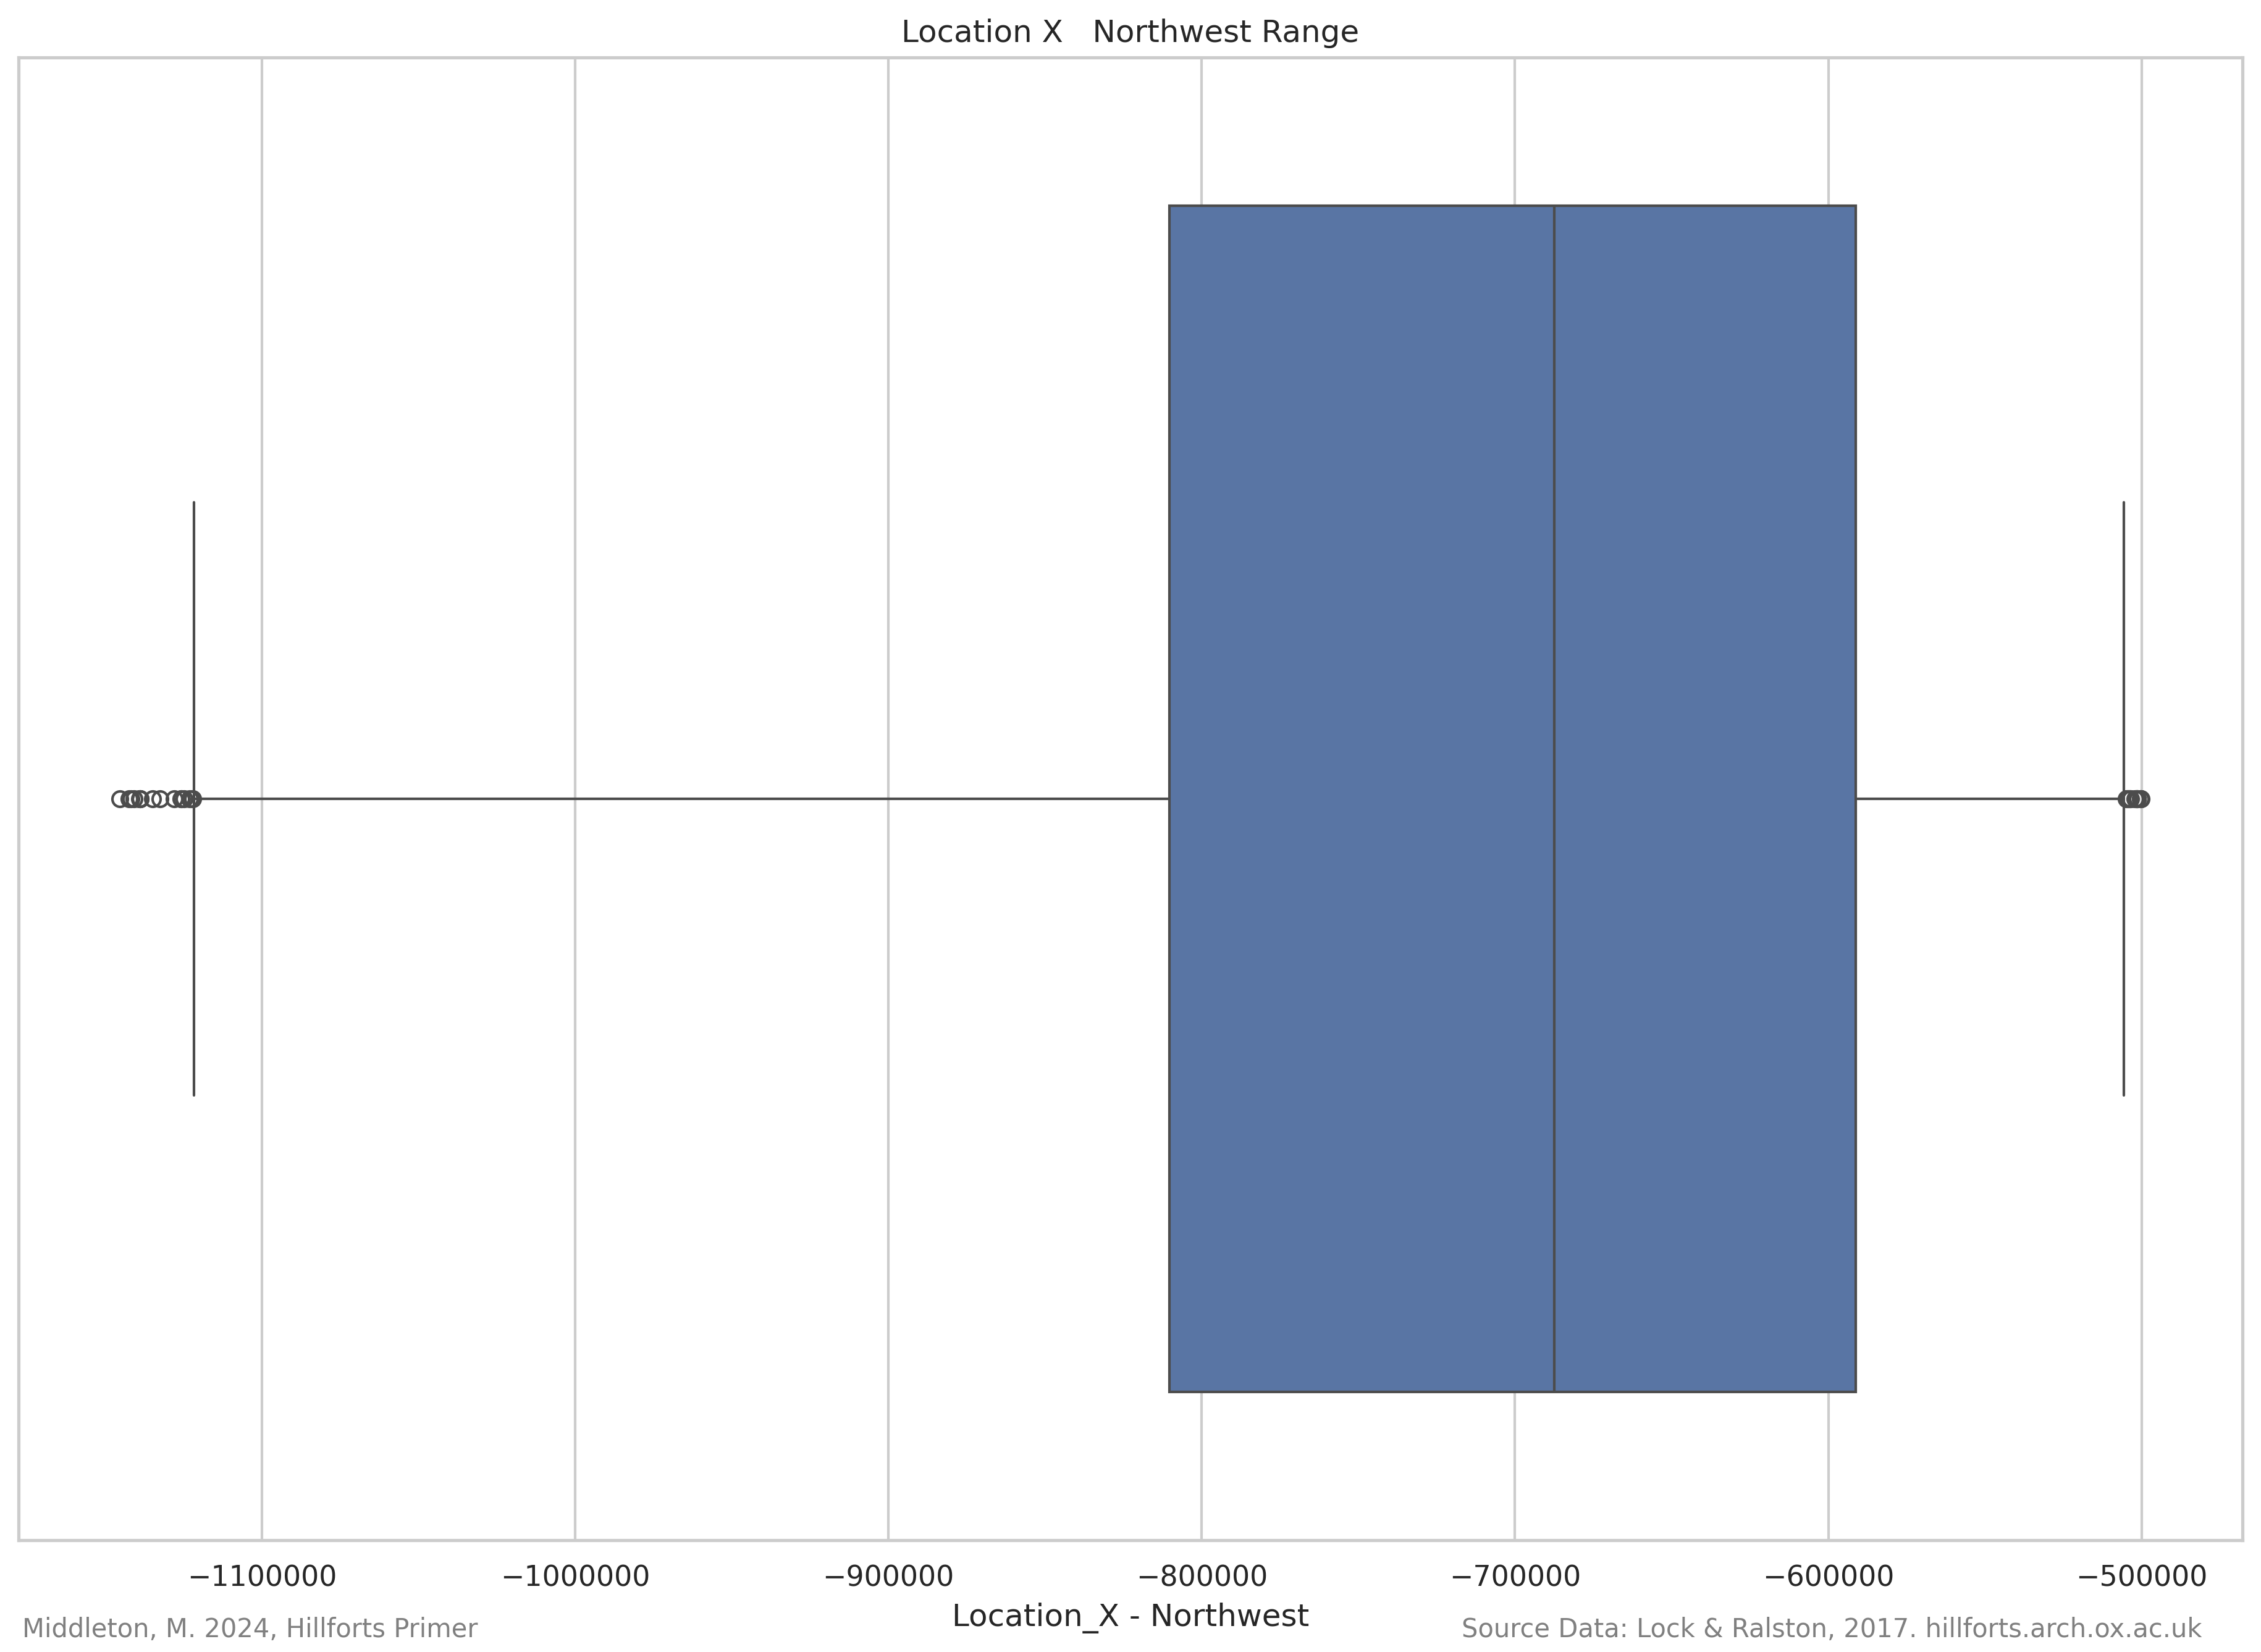 Location X   Northwest Range
−1100000
−1000000
−900000
−800000
−700000
−600000
−500000
Location_X - Northwest
Middleton, M. 2024, Hillforts Primer
Source Data: Lock & Ralston, 2017. hillforts.arch.ox.ac.uk